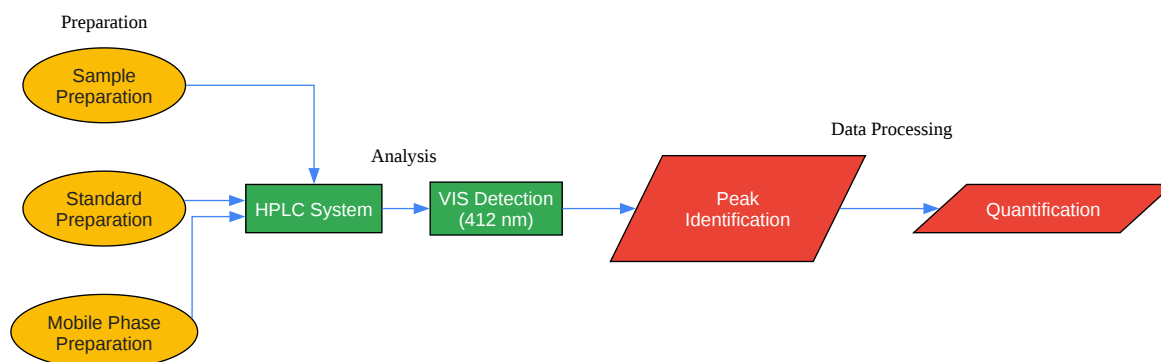 Preparation
Sample
Preparation
Standard
Preparation
Mobile Phase
Preparation
Analysis
HPLC System
VIS Detection
(412 nm)
Data Processing
Peak
Identification
Quantification